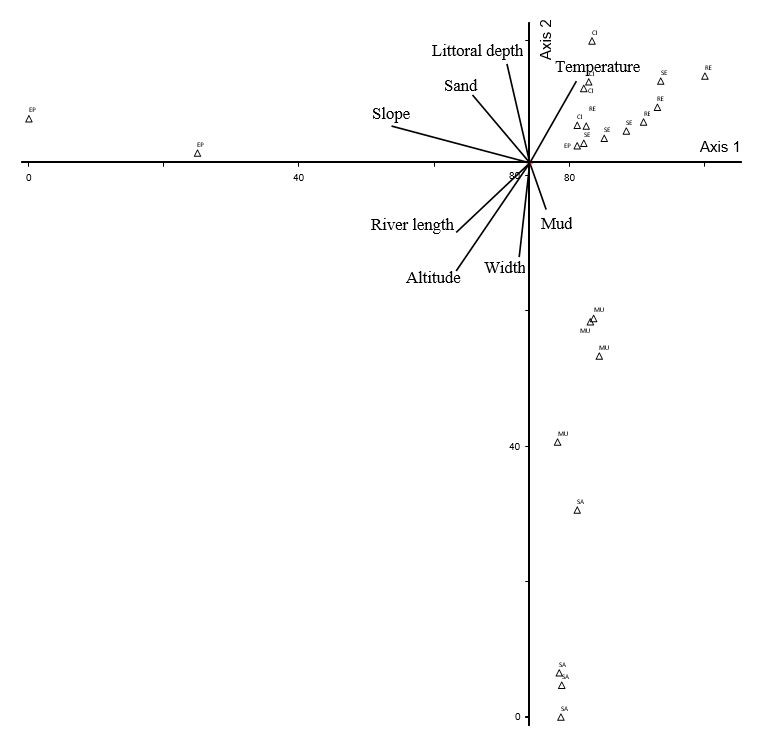 Axis 2
CI
Littoral depth
Temperature
RE
EP
CI
SE
Sand
CI
RE
Slope
CI
RE
RE
EP
SE
EP
SE
SE
Axis 1
0
40
80
80
River length
Mud
Altitude
Width
MU
MU
MU
MU
40
SA
SA
SA
SA
0